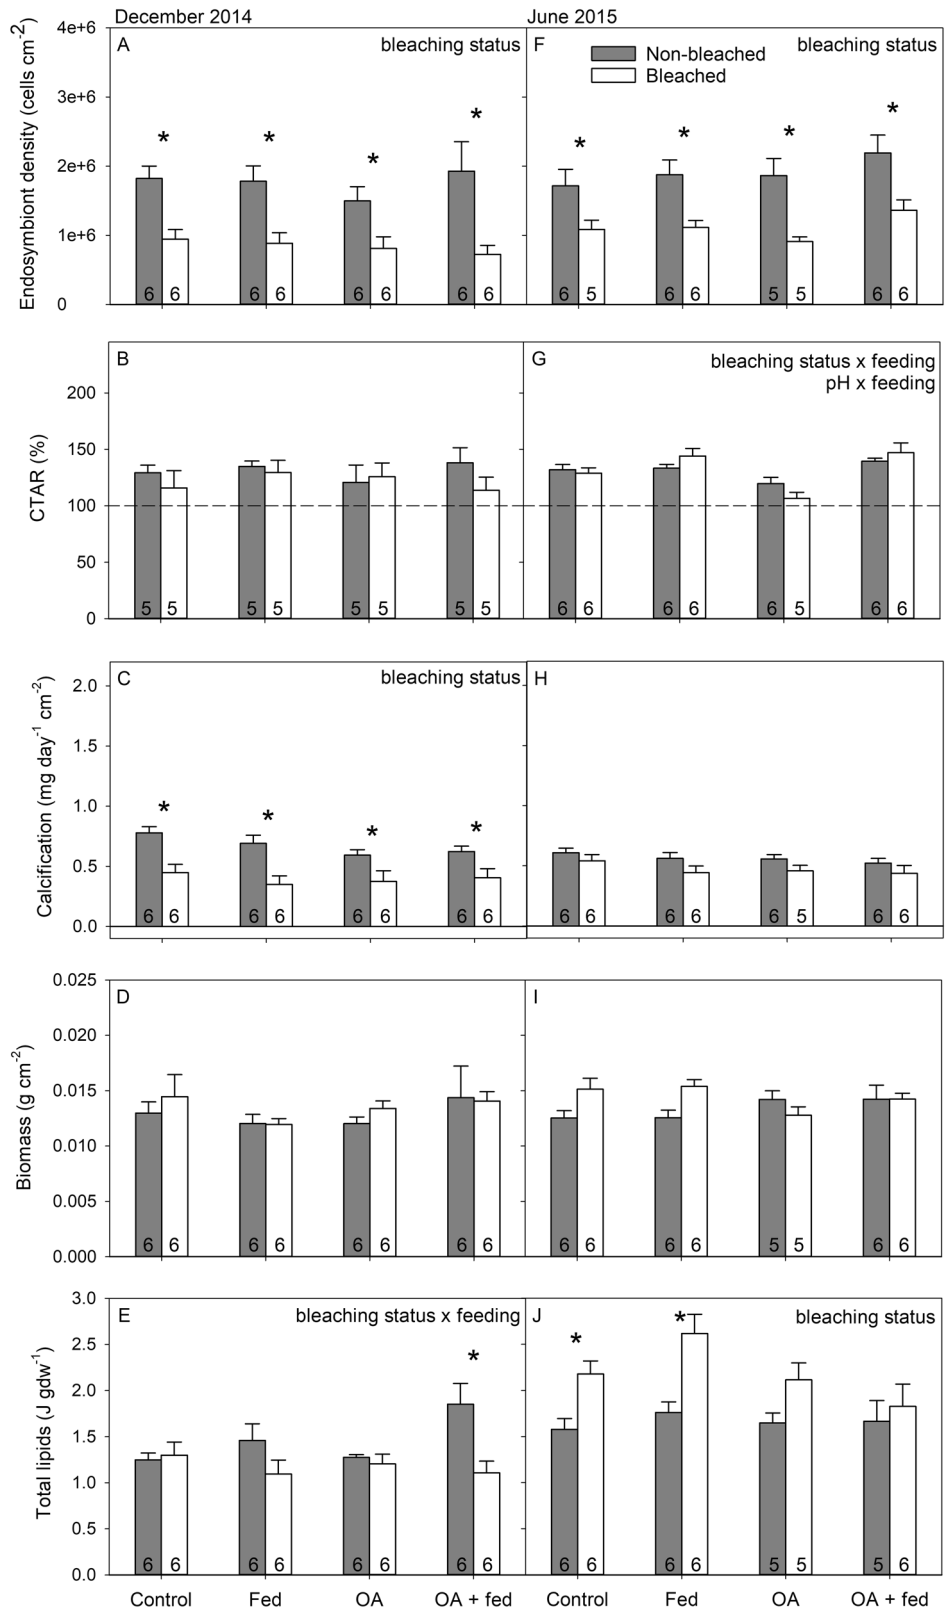 December 2014
June 2015
Endosymbiont density (cells cm-2)
4e+6
3e+6
2e+6
1e+6
0
A
bleaching status
* * * *
6 6 6 6 6 6 6 6
F
bleaching status
Non-bleached
Bleached
* * * *
6 5 6 6 5 5 6 6
CTAR (%)
200
150
100
50
0
B
5 5 5 5 5 5 5 5
G
bleaching status x feeding
pH x feeding
6 6 6 6 6 5 6 6
Calcification (mg day-1 cm-2)
2.0
1.5
1.0
0.5
0.0
C
bleaching status
* * * *
6 6 6 6 6 6 6 6
H
6 6 6 6 6 5 6 6
Biomass (g cm-2)
0.025
0.020
0.015
0.010
0.005
0.000
D
6 6 6 6 6 6 6 6
I
6 6 6 6 5 5 6 6
Total lipids (J gdw-1)
3.0
2.5
2.0
1.5
1.0
0.5
0.0
E
bleaching status x feeding
*
6 6 6 6 6 6 6 6
J
bleaching status
* *
6 6 6 6 5 5 5 6
Control Fed OA OA + fed
Control Fed OA OA + fed